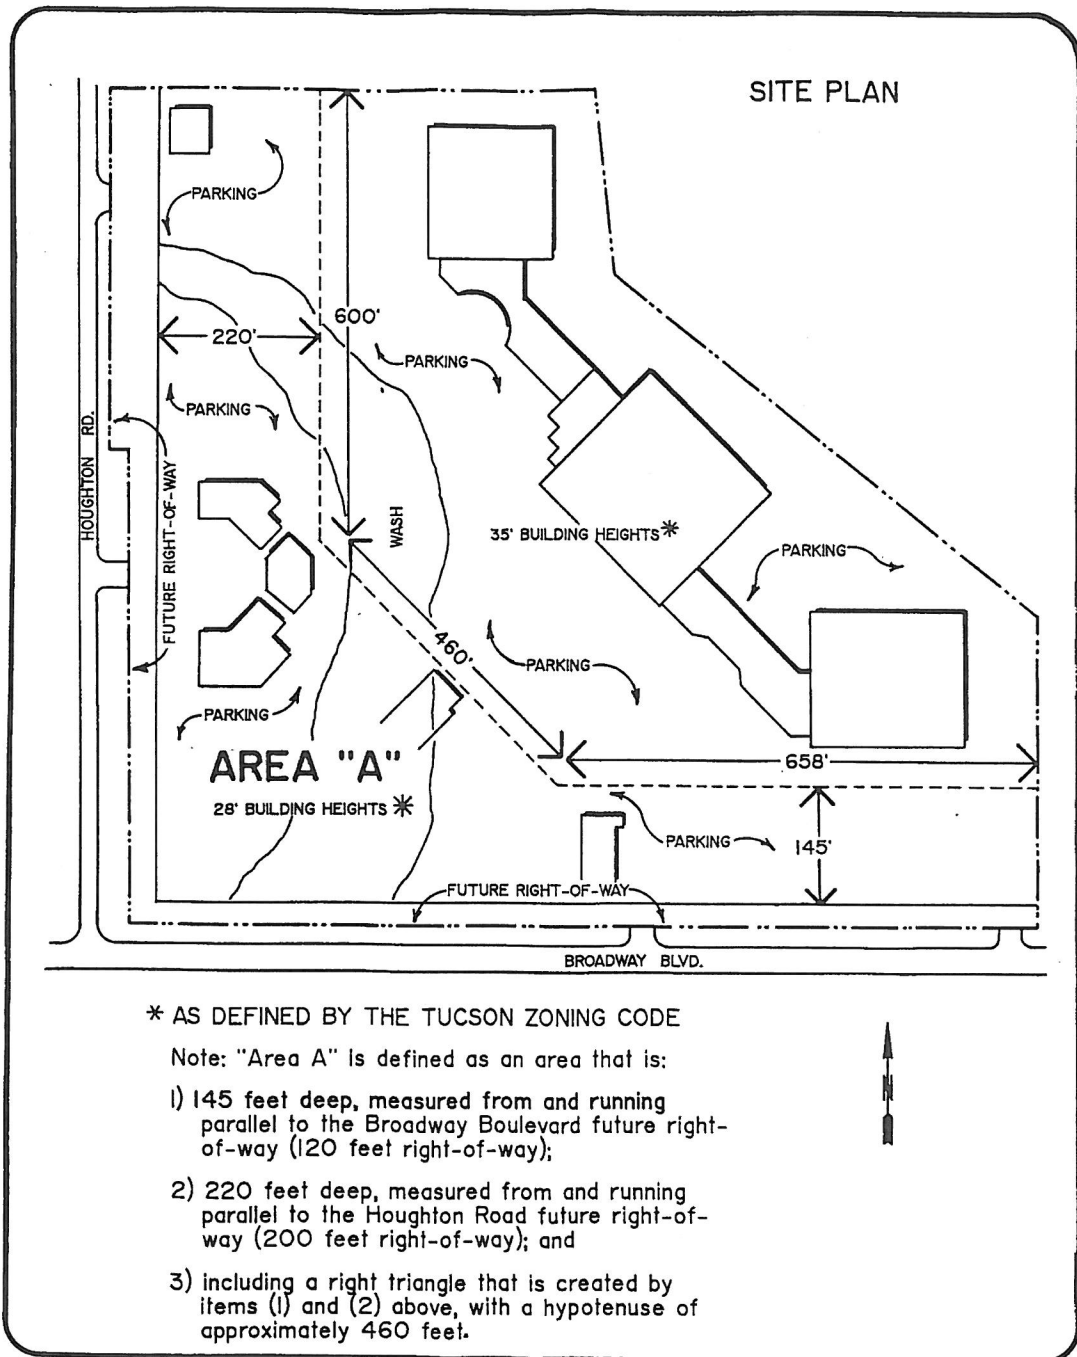 SITE PLAN
PARKING
600'
220'
PARKING
PARKING
HOUGHTON RD.
FUTURE RIGHT-OF-WAY
WASH
35' BUILDING HEIGHTS *
PARKING
460'
PARKING
PARKING
AREA "A"
28' BUILDING HEIGHTS *
658'
PARKING
145'
FUTURE RIGHT-OF-WAY
BROADWAY BLVD.
* AS DEFINED BY THE TUCSON ZONING CODE
Note: "Area A" is defined as an area that is:
1) 145 feet deep, measured from and running
parallel to the Broadway Boulevard future right-
of-way (120 feet right-of-way);
2) 220 feet deep, measured from and running
parallel to the Houghton Road future right-of-
way (200 feet right-of-way); and
3) including a right triangle that is created by
items (1) and (2) above, with a hypotenuse of
approximately 460 feet.
N